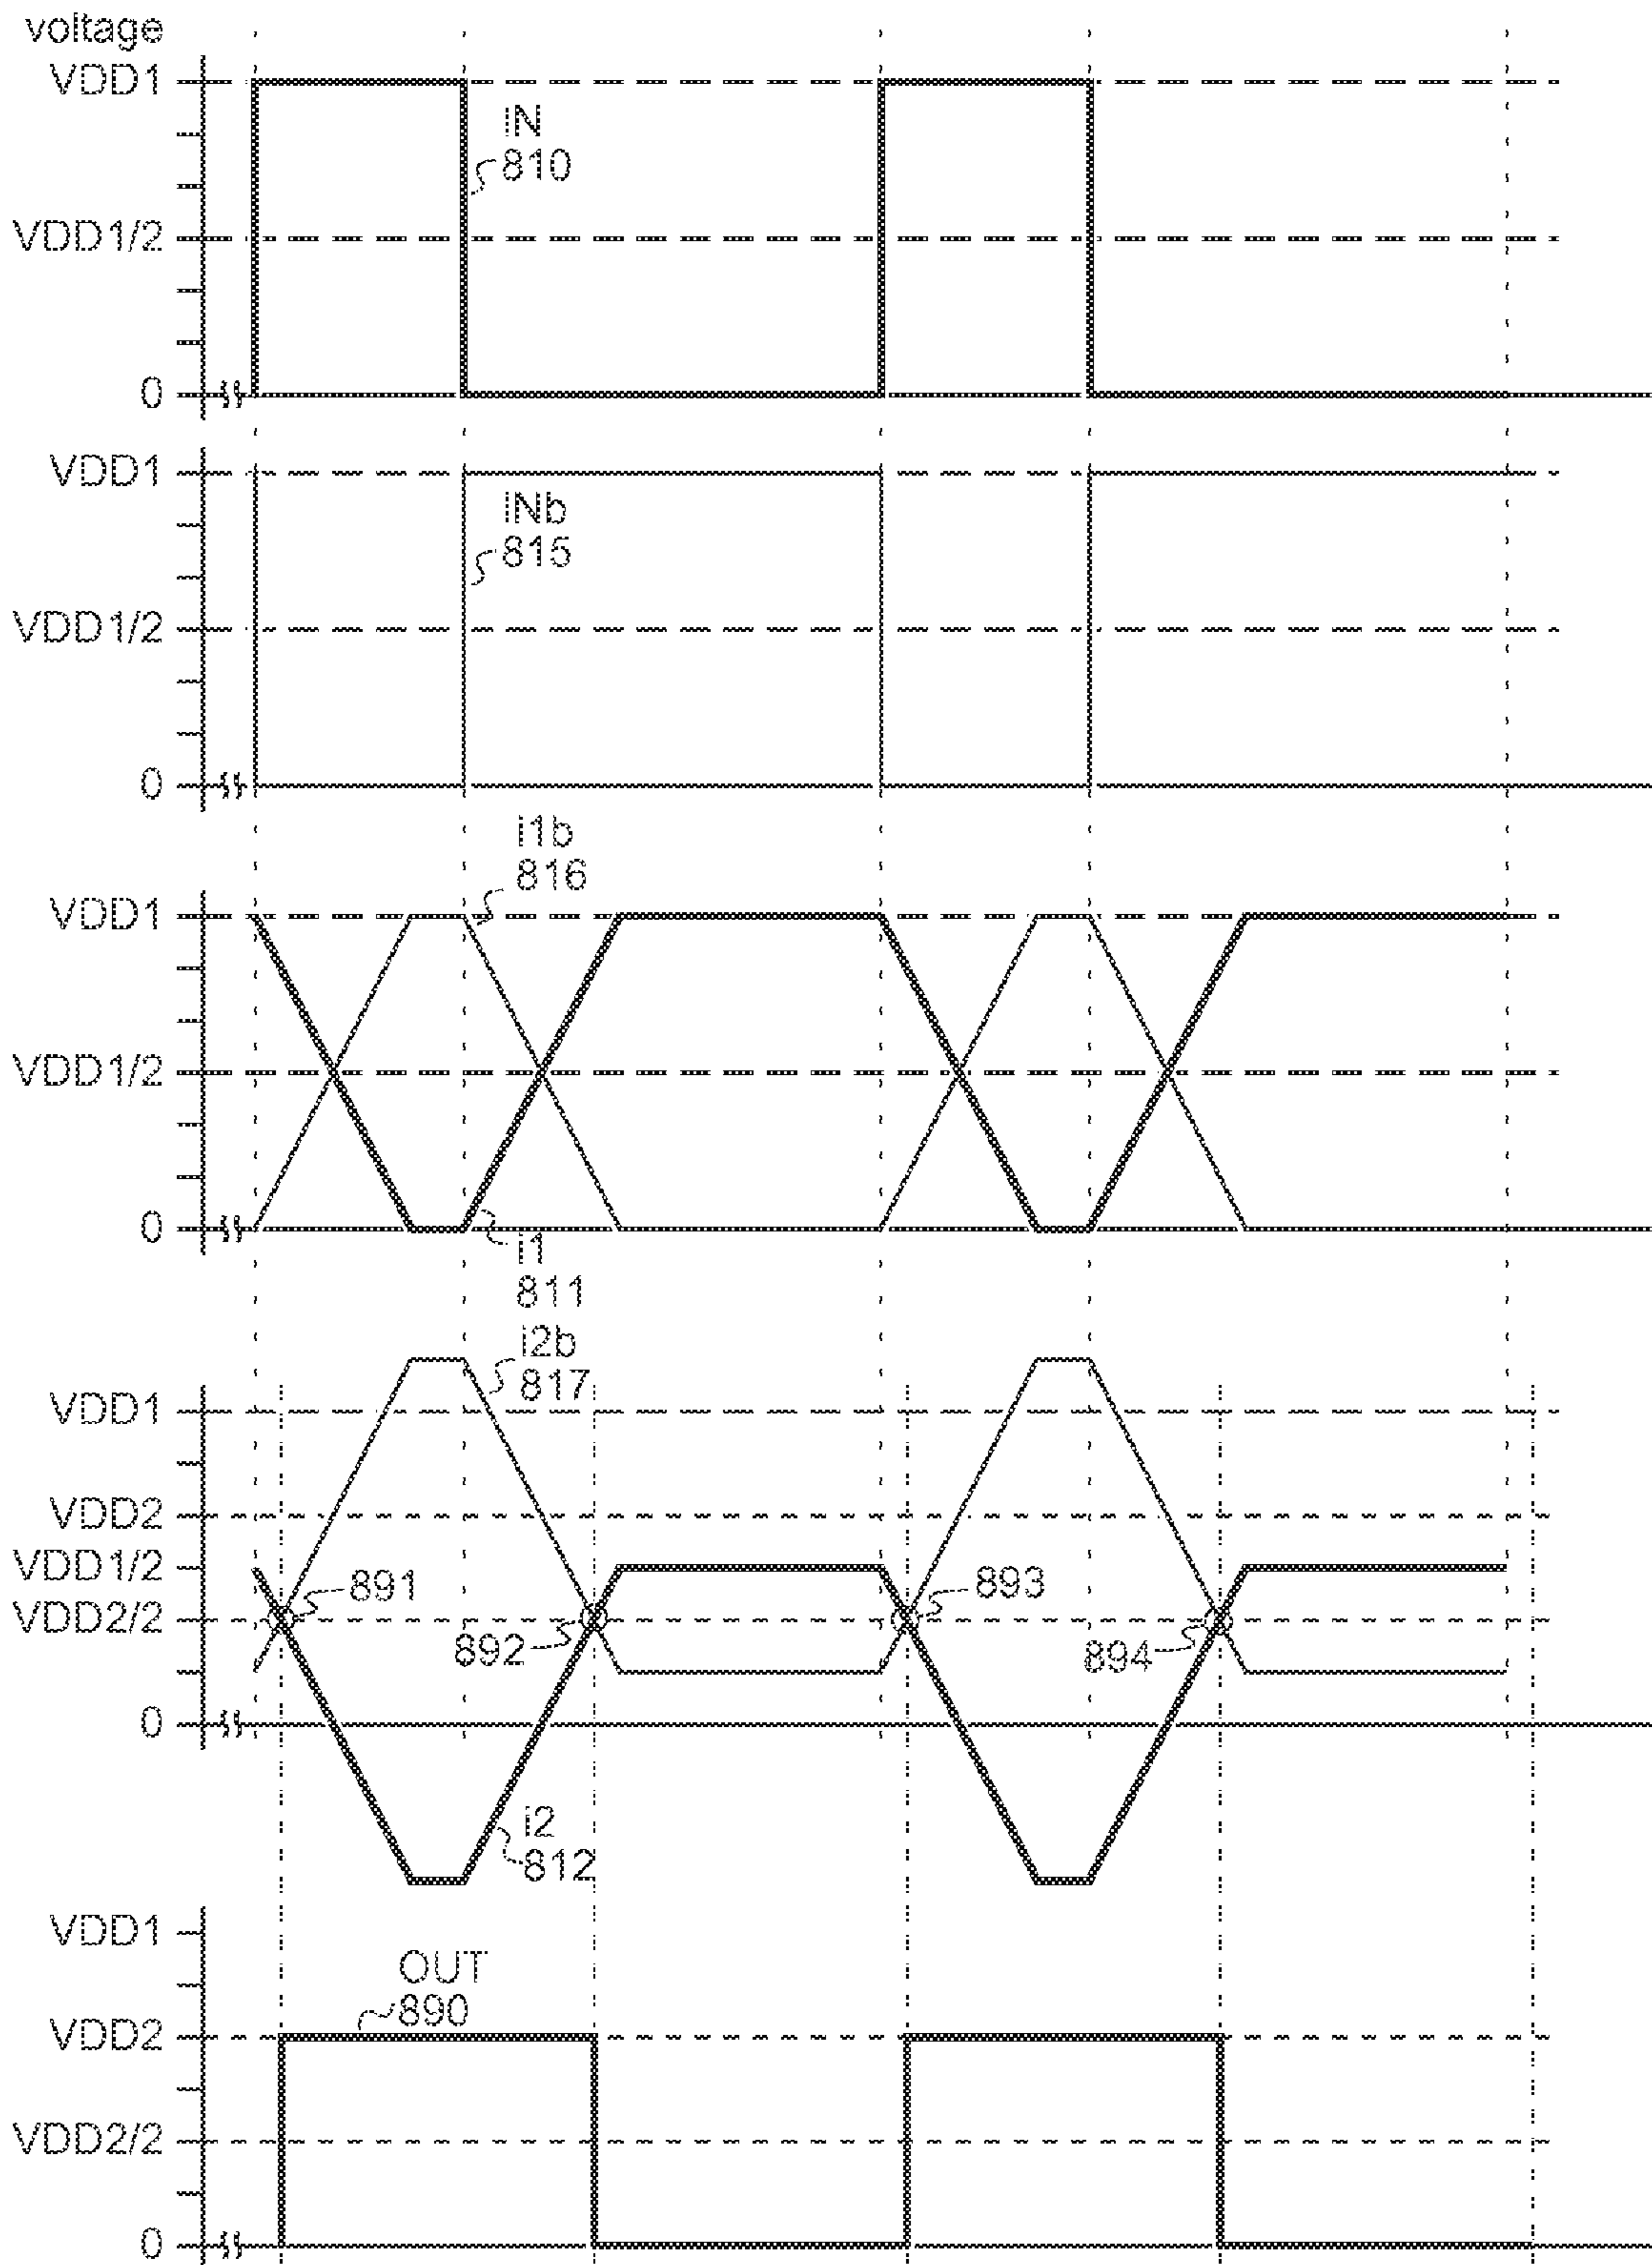 voltage
VDD1
IN
810
VDD1/2
0
VDD1
INb
815
VDD1/2
0
i1b
816
VDD1
VDD1/2
0
i1
811
i2b
817
VDD1
VDD2
VDD1/2
891
893
VDD2/2
892
894
0
i2
812
VDD1
OUT
890
VDD2
VDD2/2
0